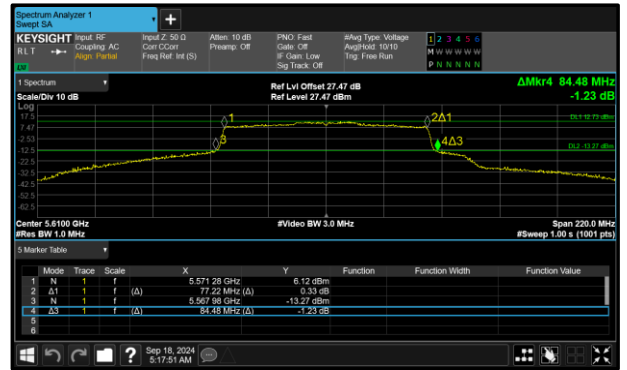 Spectrum Analyzer 1
Swept SA
+
KEYSIGHT Input: RF Input Z: 50 Ω Atten: 10 dB PNO: Fast #Avg Type: Voltage 1 2 3 4 5 6
RLT Coupling: AC Corr CCorr Preamp: Off Gate: Off Avg|Hold: 10/10 M W W W W W
Align: Partial Freq Ref: Int (S) IF Gain: Low Trig: Free Run
Sig Track: Off P N N N N N
LXI
1 Spectrum Ref Lvl Offset 27.47 dB ΔMkr4 84.48 MHz
Scale/Div 10 dB Ref Level 27.47 dBm -1.23 dB
Log
17.5 1 2Δ1 DL1 12.73 dBm
7.47
-2.53 3 4Δ3
-12.5 DL2 -13.27 dBm
-22.5
-32.5
-42.5
-52.5
-62.5
Center 5.6100 GHz #Video BW 3.0 MHz Span 220.0 MHz
#Res BW 1.0 MHz #Sweep 1.00 s (1001 pts)
5 Marker Table
Mode Trace Scale X Y Function Function Width Function Value
1 N 1 f 5.571 28 GHz 6.12 dBm
2 Δ1 1 f (Δ) 77.22 MHz (Δ) 0.33 dB
3 N 1 f 5.567 98 GHz -13.27 dBm
4 Δ3 1 f (Δ) 84.48 MHz (Δ) -1.23 dB
5
6
? Sep 18, 2024
5:17:51 AM